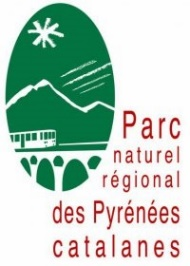 Parc
naturel
régional
des Pyrénées
catalanes